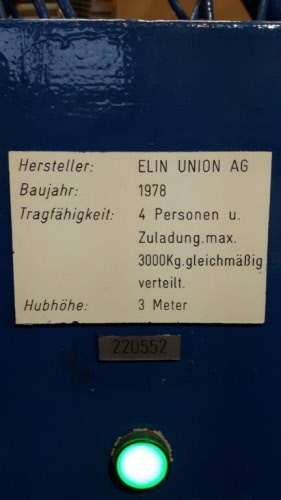 Hersteller: ELIN UNION AG
Baujahr: 1978
Tragfähigkeit: 4 Personen u.
Zuladung.max.
3000Kg.gleichmäßig
verteilt.
Hubhöhe: 3 Meter
220552